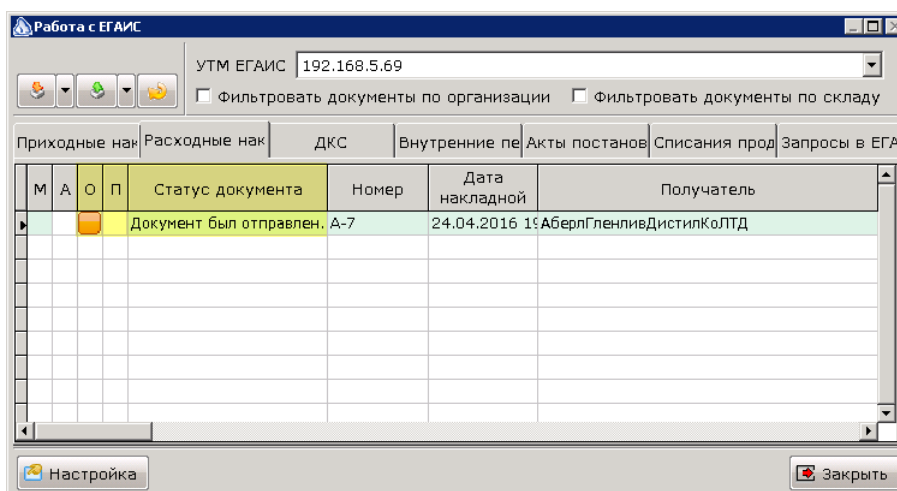 Работа с ЕГАИС
УТМ ЕГАИС 192.168.5.69
Фильтровать документы по организации Фильтровать документы по складу
Приходные нак Расходные нак ДКС Внутренние пе Акты постанов Списания прод Запросы в ЕГА
М А О П Статус документа Номер Дата накладной Получатель
Документ был отправлен. А-7 24.04.2016 19 АберлГленливДистилКоЛТД
Настройка Закрыть